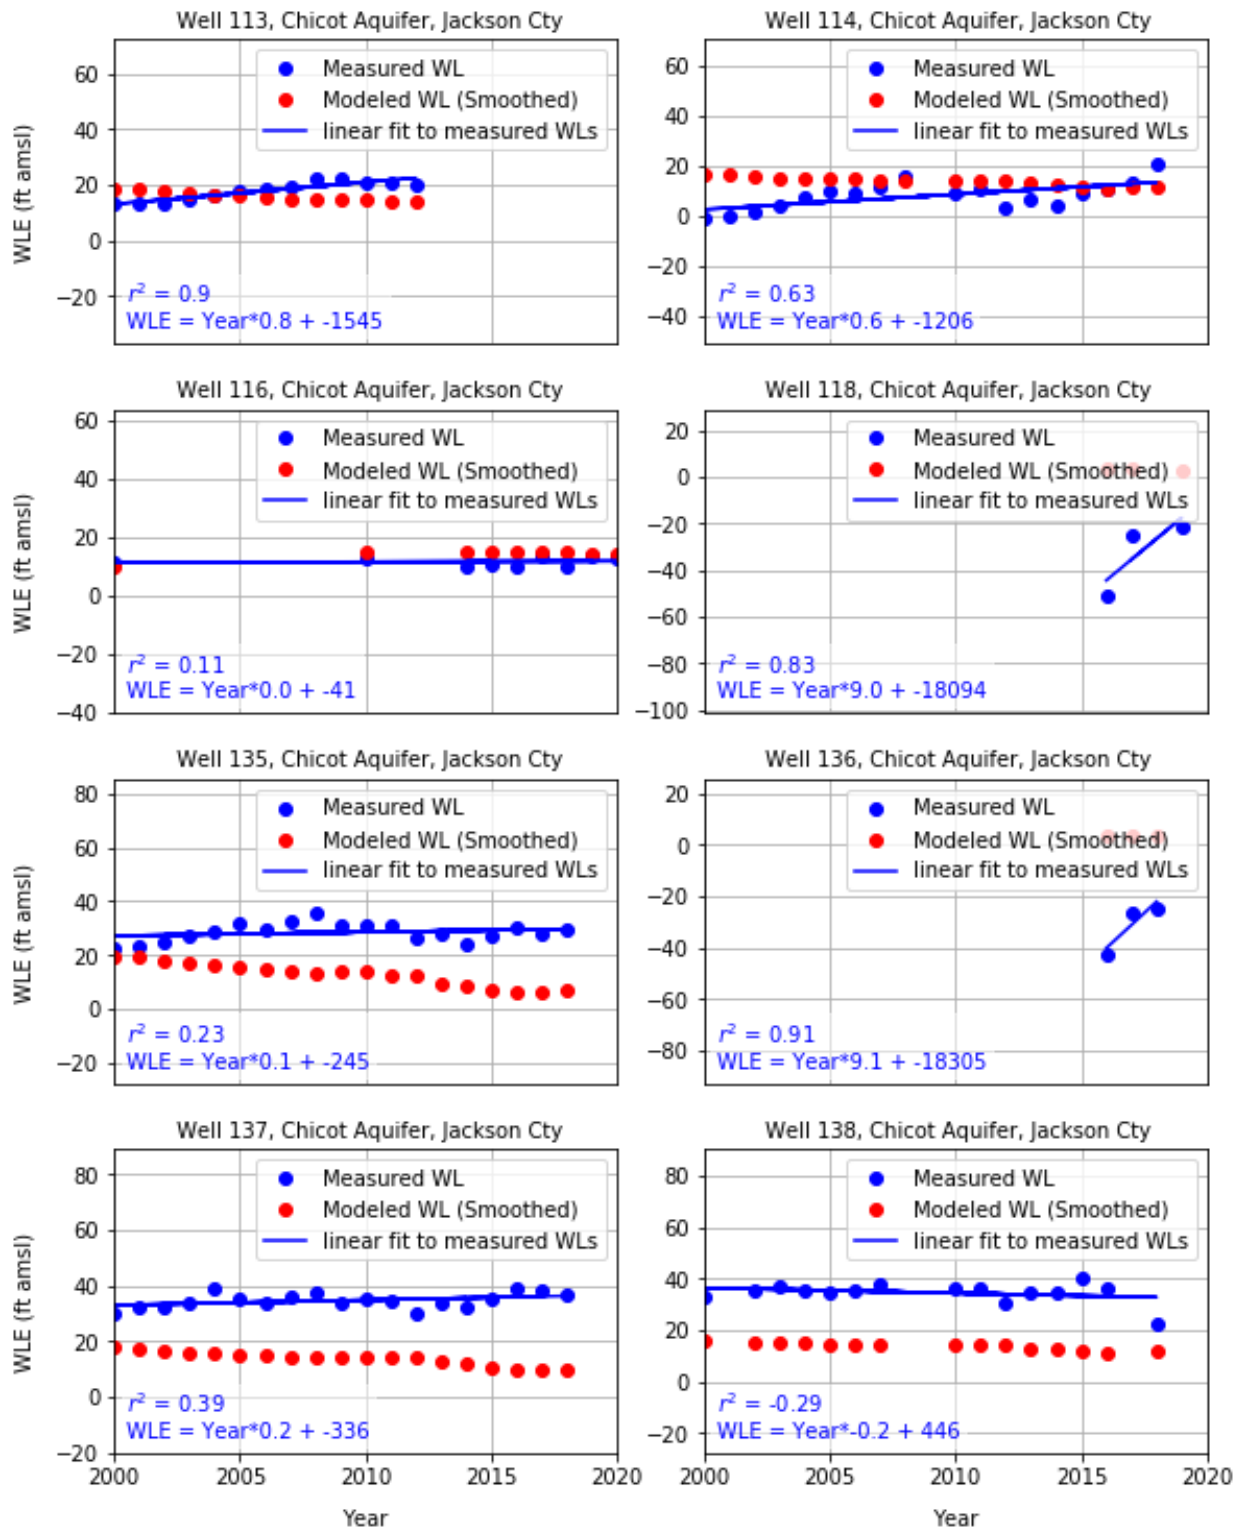 Well 113, Chicot Aquifer, Jackson Cty
WLE (ft amsl)
60
40
20
0
−20
Measured WL
Modeled WL (Smoothed)
linear fit to measured WLs
r² = 0.9
WLE = Year*0.8 + -1545
Well 114, Chicot Aquifer, Jackson Cty
60
40
20
0
−20
−40
Measured WL
Modeled WL (Smoothed)
linear fit to measured WLs
r² = 0.63
WLE = Year*0.6 + -1206
Well 116, Chicot Aquifer, Jackson Cty
WLE (ft amsl)
60
40
20
0
−20
−40
Measured WL
Modeled WL (Smoothed)
linear fit to measured WLs
r² = 0.11
WLE = Year*0.0 + -41
Well 118, Chicot Aquifer, Jackson Cty
20
0
−20
−40
−60
−80
−100
Measured WL
Modeled WL (Smoothed)
linear fit to measured WLs
r² = 0.83
WLE = Year*9.0 + -18094
Well 135, Chicot Aquifer, Jackson Cty
WLE (ft amsl)
80
60
40
20
0
−20
Measured WL
Modeled WL (Smoothed)
linear fit to measured WLs
r² = 0.23
WLE = Year*0.1 + -245
Well 136, Chicot Aquifer, Jackson Cty
20
0
−20
−40
−60
−80
Measured WL
Modeled WL (Smoothed)
linear fit to measured WLs
r² = 0.91
WLE = Year*9.1 + -18305
Well 137, Chicot Aquifer, Jackson Cty
WLE (ft amsl)
80
60
40
20
0
−20
Measured WL
Modeled WL (Smoothed)
linear fit to measured WLs
r² = 0.39
WLE = Year*0.2 + -336
2000 2005 2010 2015 2020
Year
Well 138, Chicot Aquifer, Jackson Cty
80
60
40
20
0
−20
Measured WL
Modeled WL (Smoothed)
linear fit to measured WLs
r² = -0.29
WLE = Year*-0.2 + 446
2000 2005 2010 2015 2020
Year